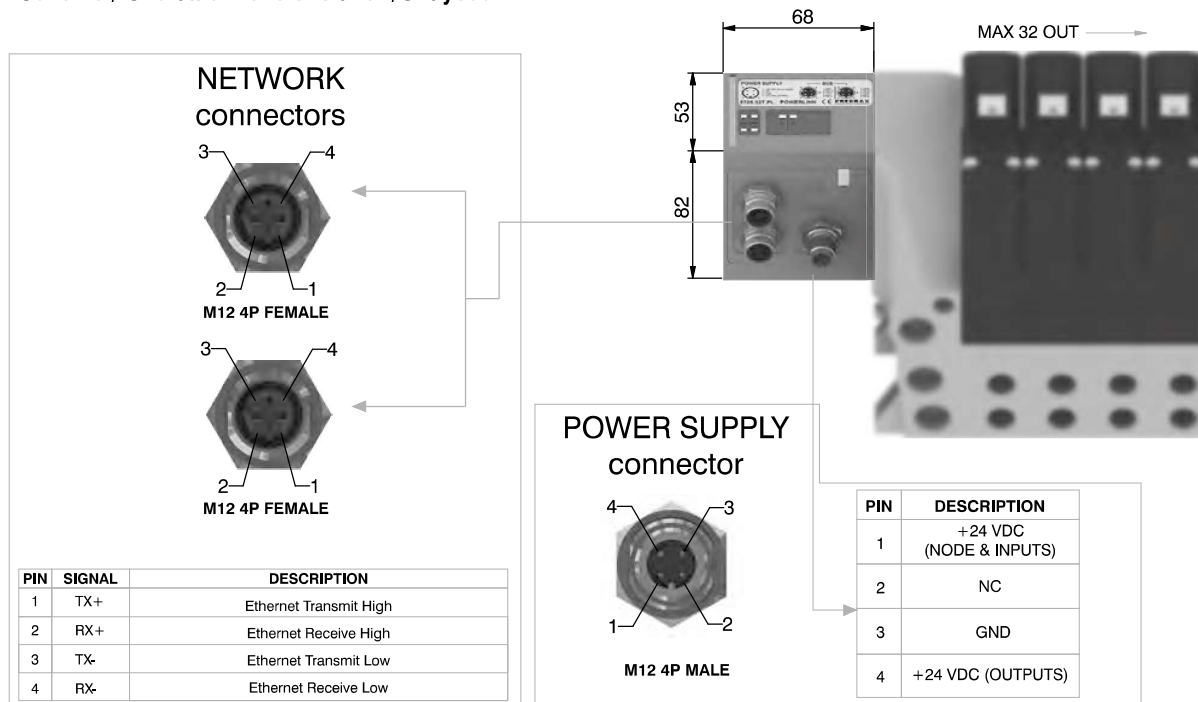 68
MAX 32 OUT
53
82
POWER SUPPLY
BUS
POWERLINK
CE
PNEUMAX
NETWORK
connectors
3
4
2
1
M12 4P FEMALE
3
4
2
1
M12 4P FEMALE
PIN SIGNAL DESCRIPTION
1 TX+ Ethernet Transmit High
2 RX+ Ethernet Receive High
3 TX- Ethernet Transmit Low
4 RX- Ethernet Receive Low
POWER SUPPLY
connector
4
3
1
2
M12 4P MALE
PIN DESCRIPTION
1 +24 VDC
(NODE & INPUTS)
2 NC
3 GND
4 +24 VDC (OUTPUTS)